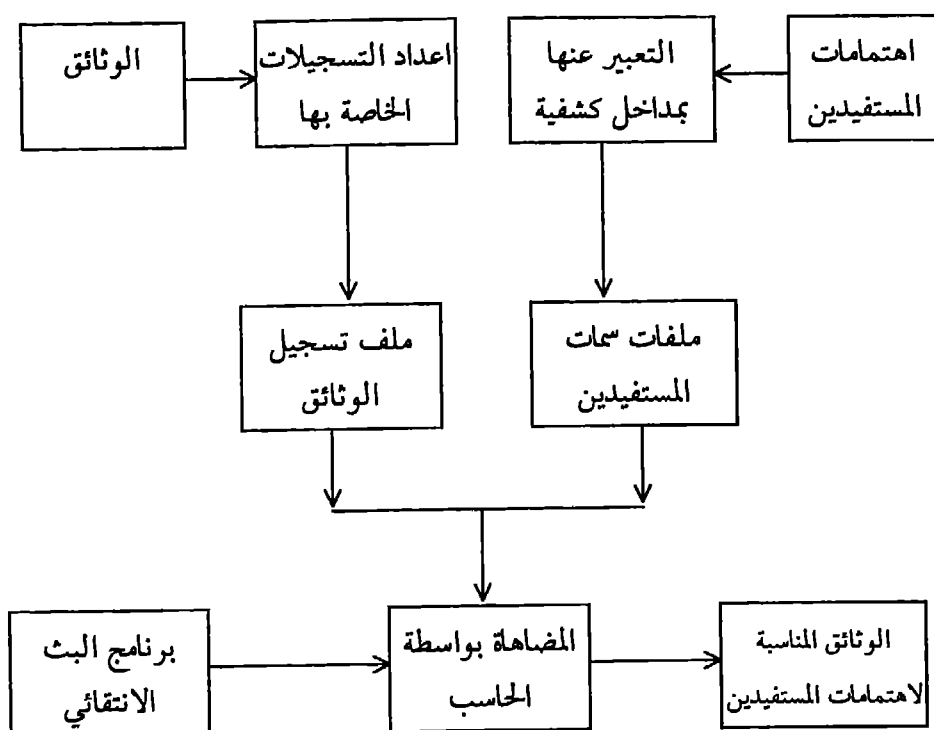 اهتمامات
المستفيدين
التعبير عنها
بمداخل كشفية
اعداد التسجيلات
الخاصة بها
الوثائق
ملفات سمات
المستفيدين
ملف تسجيل
الوثائق
الوثائق المناسبة
لاهتمامات المستفيدين
المضاهاة بواسطة
الحاسب
برنامج البث
الانتقائي